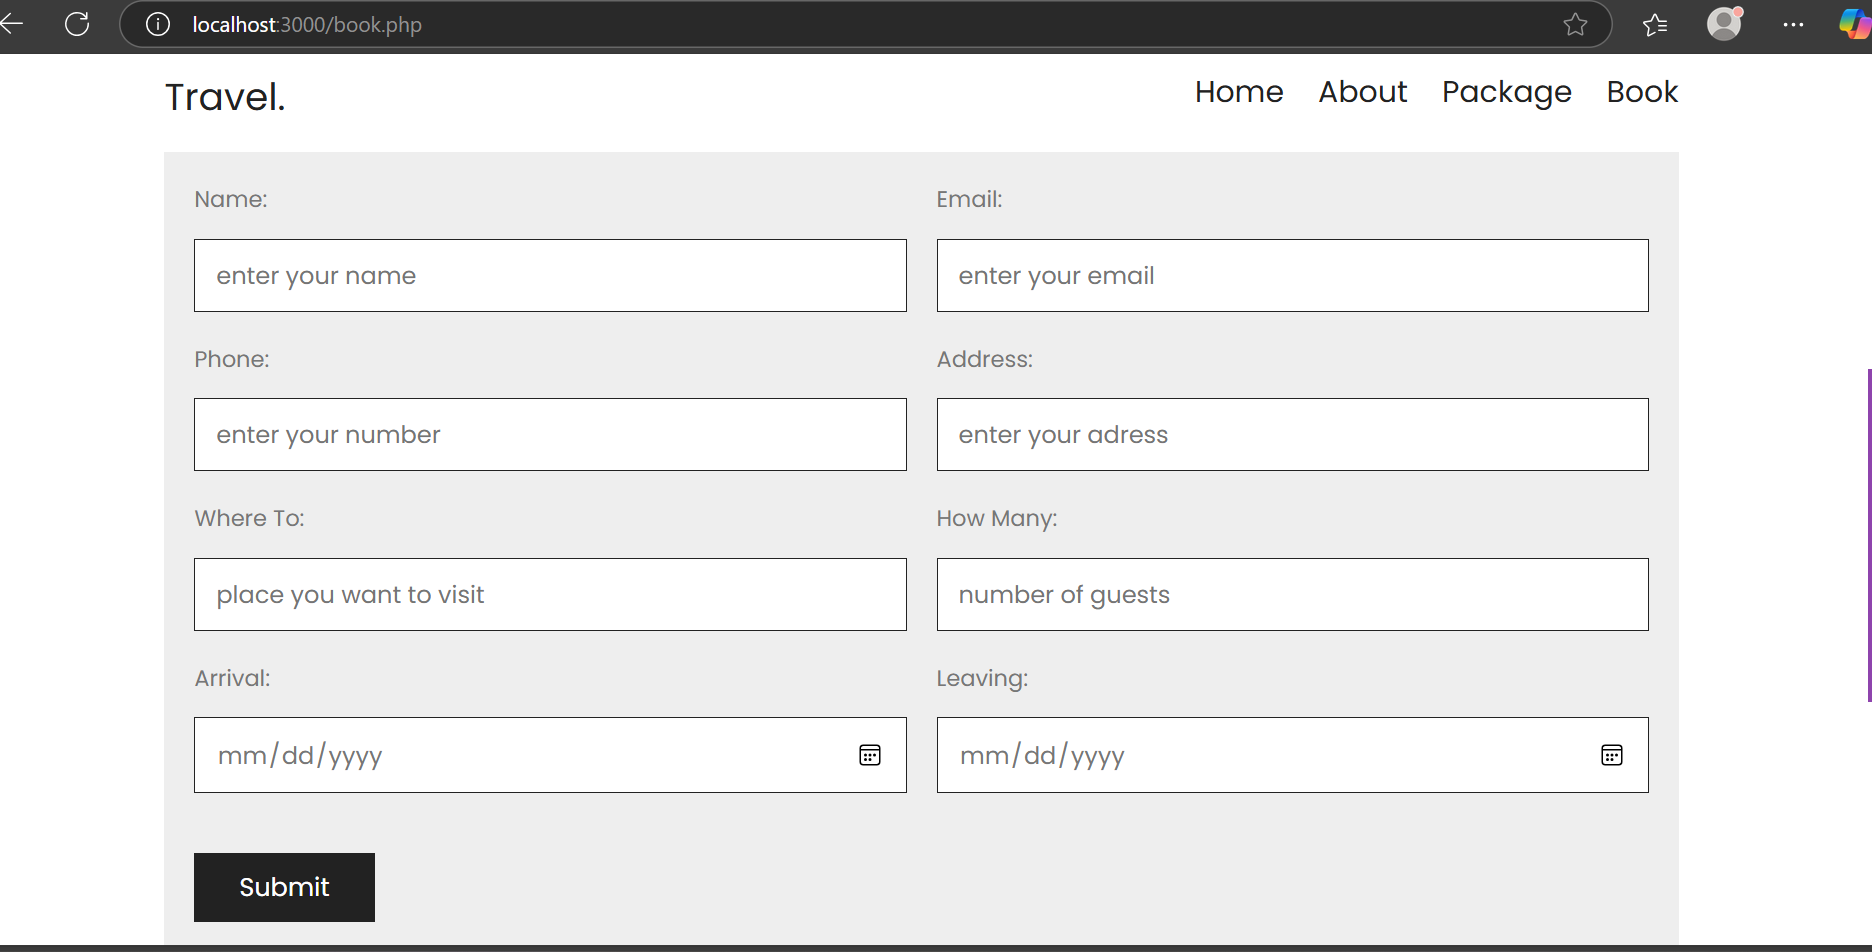 localhost:3000/book.php
Travel.
Home About Package Book
Name: Email:
enter your name enter your email
Phone: Address:
enter your number enter your adress
Where To: How Many:
place you want to visit number of guests
Arrival: Leaving:
mm/dd/yyyy mm/dd/yyyy
Submit